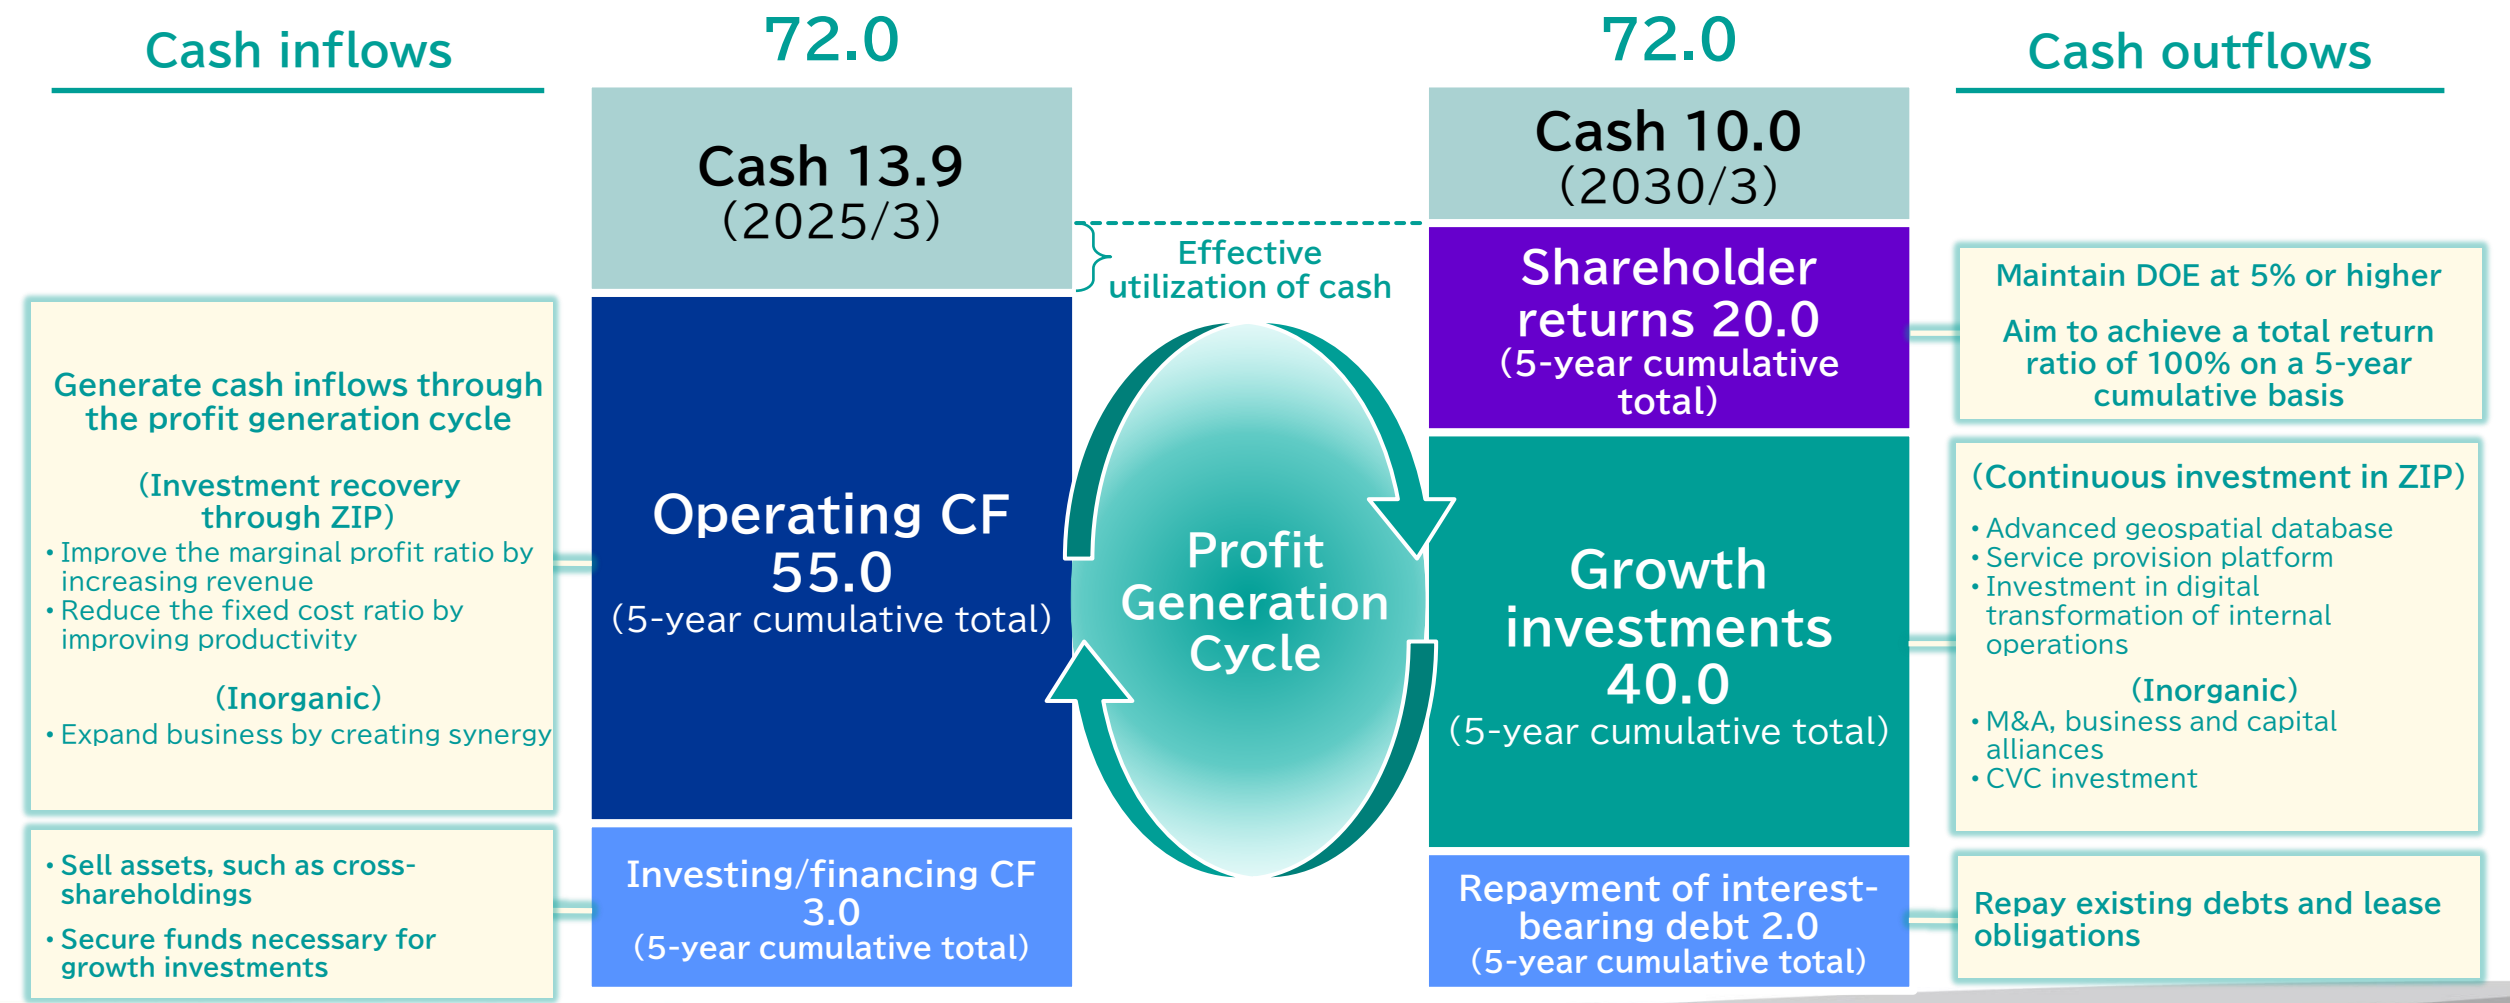 Cash inflows
72.0
72.0
Cash outflows
Cash 13.9
(2025/3)
Cash 10.0
(2030/3)
Effective
utilization of cash
Shareholder
returns 20.0
(5-year cumulative
total)
Maintain DOE at 5% or higher
Aim to achieve a total return
ratio of 100% on a 5-year
cumulative basis
Generate cash inflows through
the profit generation cycle
(Investment recovery
through ZIP)
• Improve the marginal profit ratio by
increasing revenue
• Reduce the fixed cost ratio by
improving productivity
(Inorganic)
• Expand business by creating synergy
Operating CF
55.0
(5-year cumulative total)
Profit
Generation
Cycle
Growth
investments
40.0
(5-year cumulative total)
(Continuous investment in ZIP)
• Advanced geospatial database
• Service provision platform
• Investment in digital
transformation of internal
operations
(Inorganic)
• M&A, business and capital
alliances
• CVC investment
• Sell assets, such as cross-
shareholdings
• Secure funds necessary for
growth investments
Investing/financing CF
3.0
(5-year cumulative total)
Repayment of interest-
bearing debt 2.0
(5-year cumulative total)
Repay existing debts and lease
obligations